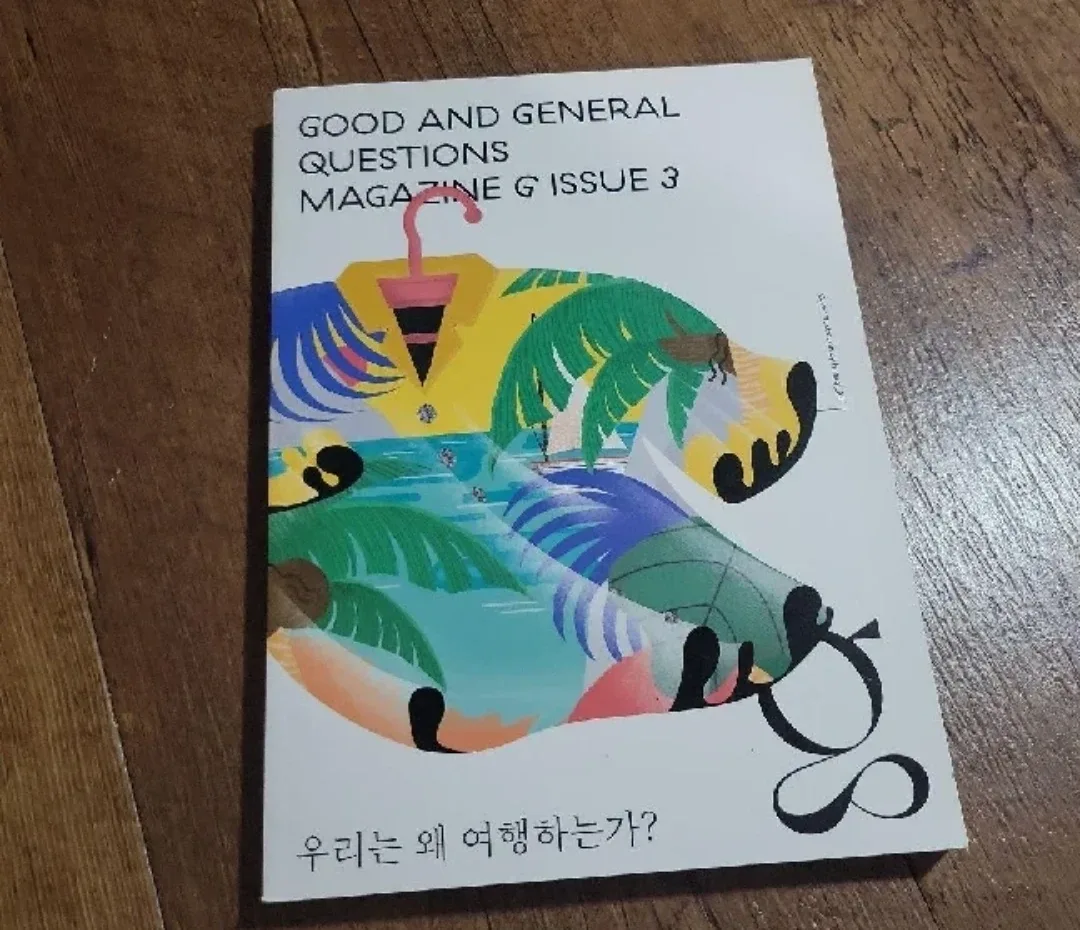 GOOD AND GENERAL
QUESTIONS
MAGAZINE G ISSUE 3
g
우리는 왜 여행하는가?